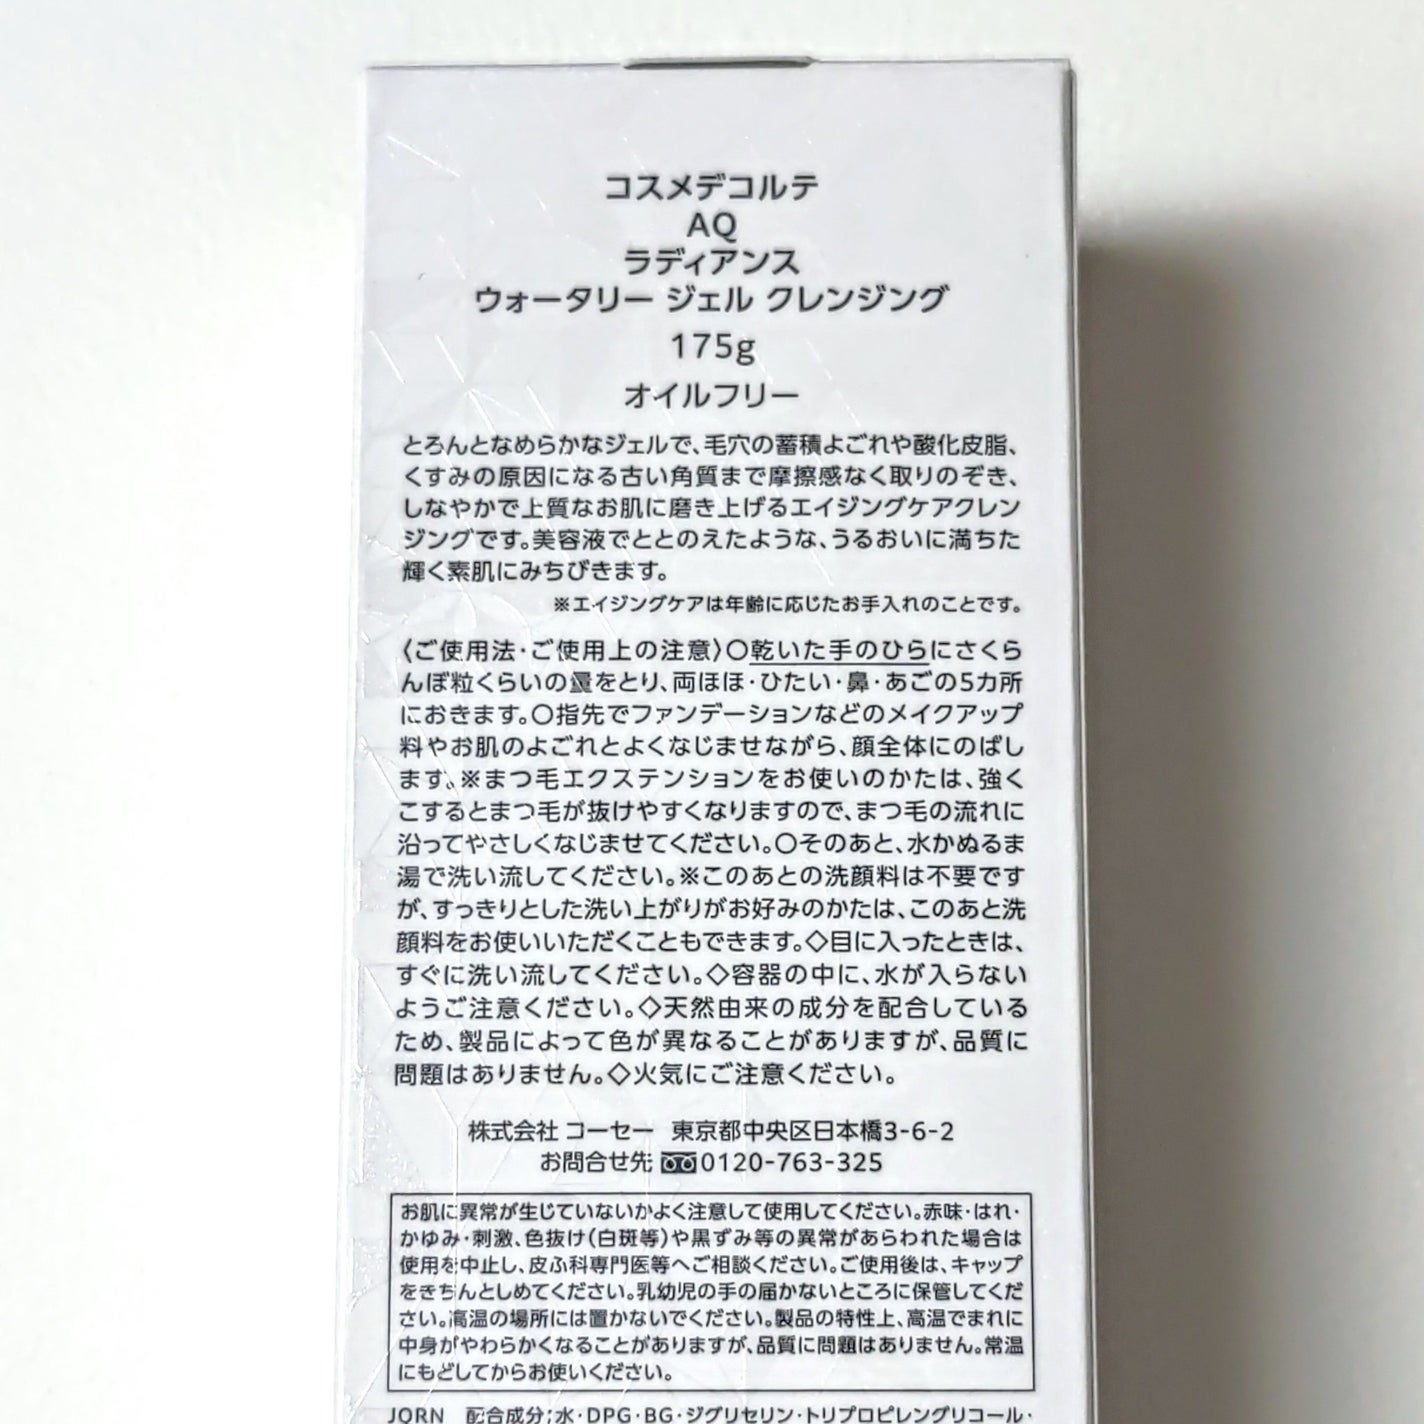 コスメデコルテ
AQ
ラディアンス
ウォータリー ジェル クレンジング
175g
オイルフリー
とろんとなめらかなジェルで、毛穴の蓄積よごれや酸化皮脂、
くすみの原因になる古い角質まで摩擦感なく取りのぞき、
しなやかで上質なお肌に磨き上げるエイジングケアクレン
ジングです。美容液でととのえたような、うるおいに満ちた
輝く素肌にみちびきます。
※エイジングケアは年齢に応じたお手入れのことです。
〈ご使用法・ご使用上の注意〉○乾いた手のひらにさくら
んぼ粒くらいの量をとり、両ほほ・ひたい・鼻・あごの5カ所
におきます。○指先でファンデーションなどのメイクアップ
料やお肌のよごれとよくなじませながら、顔全体にのばし
ます。※まつ毛エクステンションをお使いのかたは、強く
こするとまつ毛が抜けやすくなりますので、まつ毛の流れに
沿ってやさしくなじませてください。○そのあと、水かぬるま
湯で洗い流してください。※このあとの洗顔料は不要です
が、すっきりとした洗い上がりがお好みのかたは、このあと洗
顔料をお使いいただくこともできます。◇目に入ったときは、
すぐに洗い流してください。◇容器の中に、水が入らない
ようご注意ください。◇天然由来の成分を配合している
ため、製品によって色が異なることがありますが、品質に
問題はありません。◇火気にご注意ください。
株式会社 コーセー 東京都中央区日本橋3-6-2
お問合せ先 0120-763-325
お肌に異常が生じていないかよく注意して使用してください。赤味・はれ・
かゆみ・刺激、色抜け(白斑等)や黒ずみ等の異常があらわれた場合は
使用を中止し、皮ふ科専門医等へご相談ください。ご使用後は、キャップ
をきちんとしめてください。乳幼児の手の届かないところに保管してくだ
さい。高温の場所には置かないでください。製品の特性上、高温でまれに
中身がやわらかくなることがありますが、品質に問題はありません。常温
にもどしてからお使いください。
JQRN 配合成分;水・DPG・BG・ジグリセリン・トリプロピレングリコール・